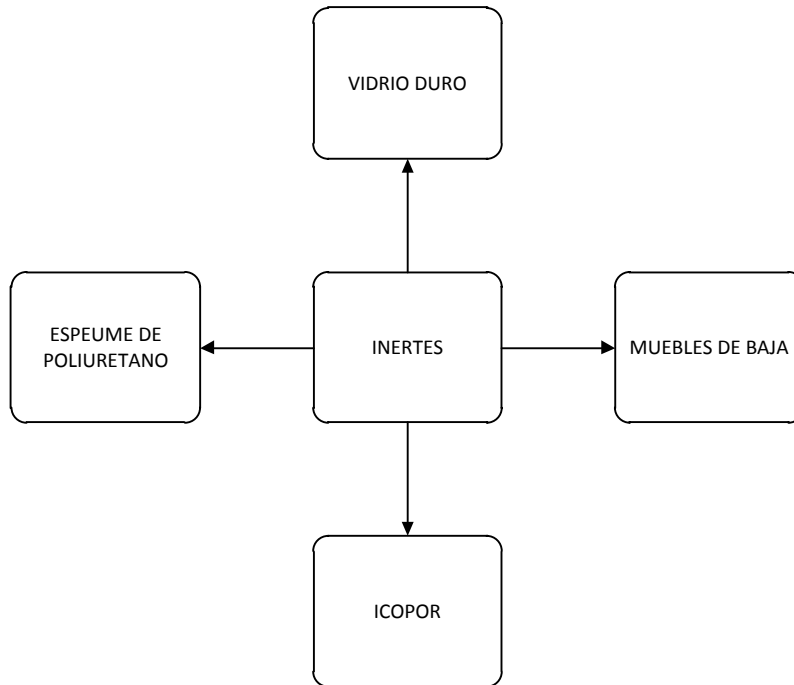 VIDRIO DURO
ESPEUME DE
POLIURETANO
INERTES
MUEBLES DE BAJA
ICOPOR